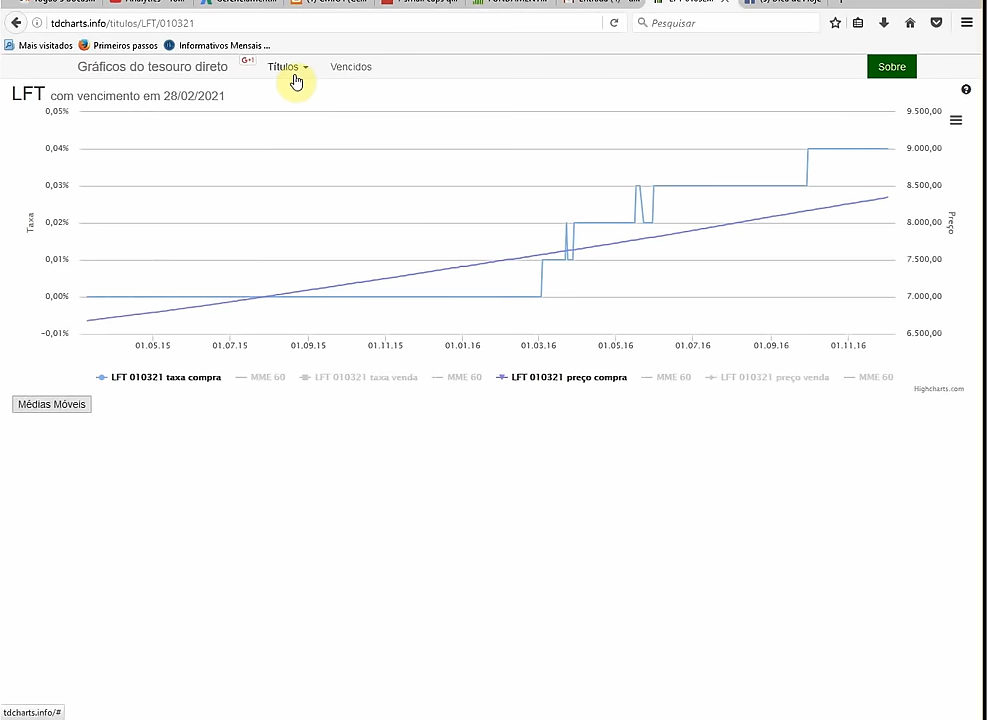 tdcharts.info/titulos/LFT/010321
Pesquisar
Mais visitados Primeiros passos Informativos Mensais ...
Gráficos do tesouro direto G+1 Títulos Vencidos Sobre
LFT com vencimento em 28/02/2021
0,05% 9.500,00
0,04% 9.000,00
0,03% 8.500,00
Taxa
Preço
0,02% 8.000,00
0,01% 7.500,00
0,00% 7.000,00
-0,01% 6.500,00
01.05.15 01.07.15 01.09.15 01.11.15 01.01.16 01.03.16 01.05.16 01.07.16 01.09.16 01.11.16
LFT 010321 taxa compra MME 60 LFT 010321 taxa venda MME 60 LFT 010321 preço compra MME 60 LFT 010321 preço venda MME 60
Highcharts.com
Médias Móveis
tdcharts.info/#